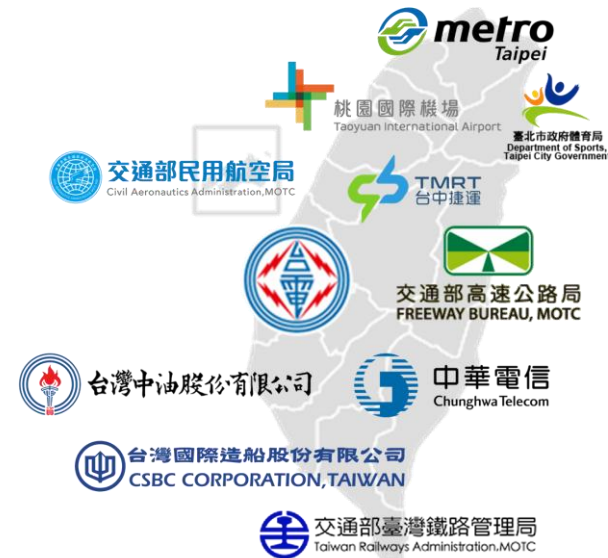 metro
Taipei
桃園國際機場
Taoyuan International Airport
臺北市政府體育局
Department of Sports,
Taipei City Government
交通部民用航空局
Civil Aeronautics Administration,MOTC
TMRT
台中捷運
台電
交通部高速公路局
FREEWAY BUREAU, MOTC
台灣中油股份有限公司
中華電信
Chunghwa Telecom
台灣國際造船股份有限公司
CSBC CORPORATION,TAIWAN
交通部臺灣鐵路管理局
Taiwan Railways Administration.MOTC